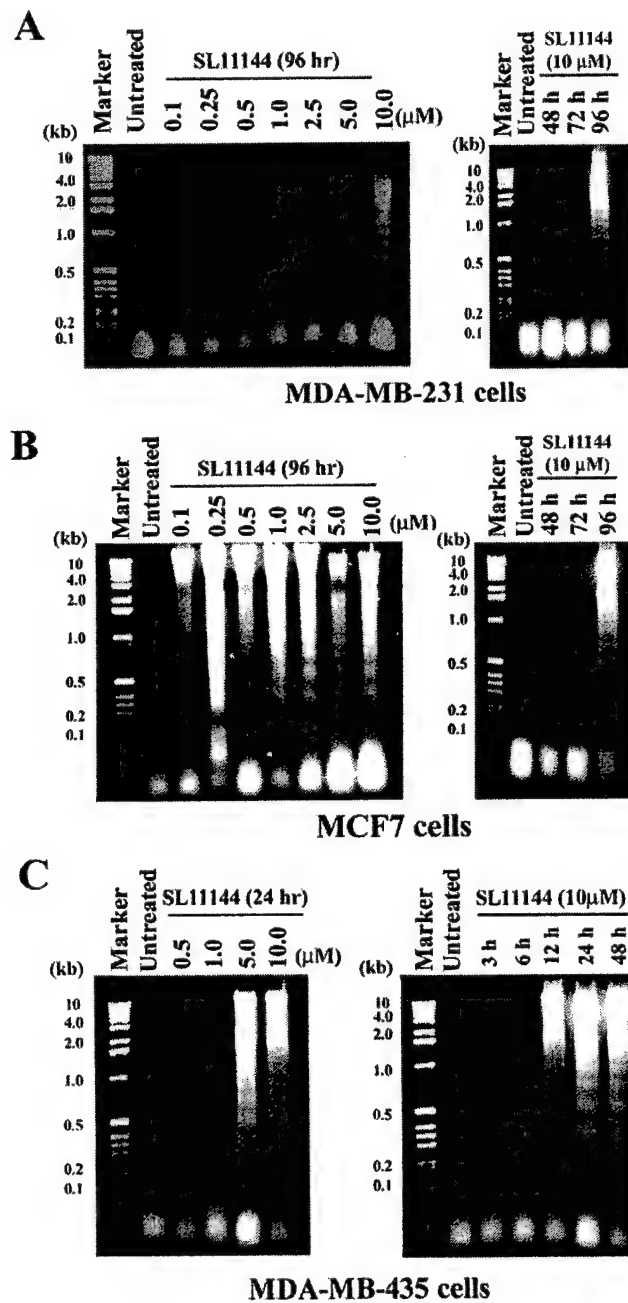 A
SL11144 (96 hr)
Marker
Untreated
0.1
0.25
0.5
1.0
2.5
5.0
10.0
(μM)
(kb)
10
4.0
2.0
1.0
0.5
0.2
0.1
SL11144
(10 μM)
Marker
Untreated
48 h
72 h
96 h
(kb)
10
4.0
2.0
1.0
0.5
0.2
0.1
MDA-MB-231 cells
B
SL11144 (96 hr)
Marker
Untreated
0.1
0.25
0.5
1.0
2.5
5.0
10.0
(μM)
(kb)
10
4.0
2.0
1.0
0.5
0.2
0.1
SL11144
(10 μM)
Marker
Untreated
48 h
72 h
96 h
(kb)
10
4.0
2.0
1.0
0.5
0.2
0.1
MCF7 cells
C
SL11144 (24 hr)
Marker
Untreated
0.5
1.0
5.0
10.0
(μM)
(kb)
10
4.0
2.0
1.0
0.5
0.2
0.1
SL11144 (10μM)
Marker
Untreated
3 h
6 h
12 h
24 h
48 h
(kb)
10
4.0
2.0
1.0
0.5
0.2
0.1
MDA-MB-435 cells